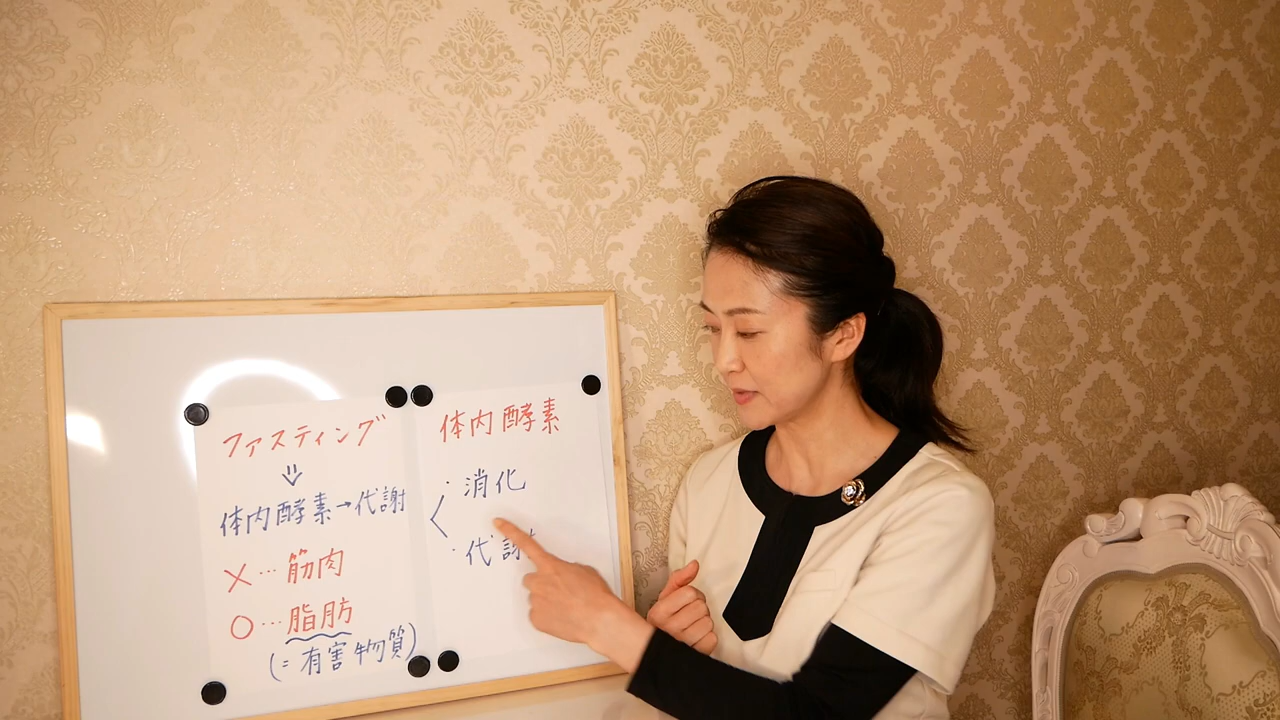 ファスティング
⇓
体内酵素→代謝
×…筋肉
○…脂肪
(=有害物質)
体内酵素
・消化
・代謝